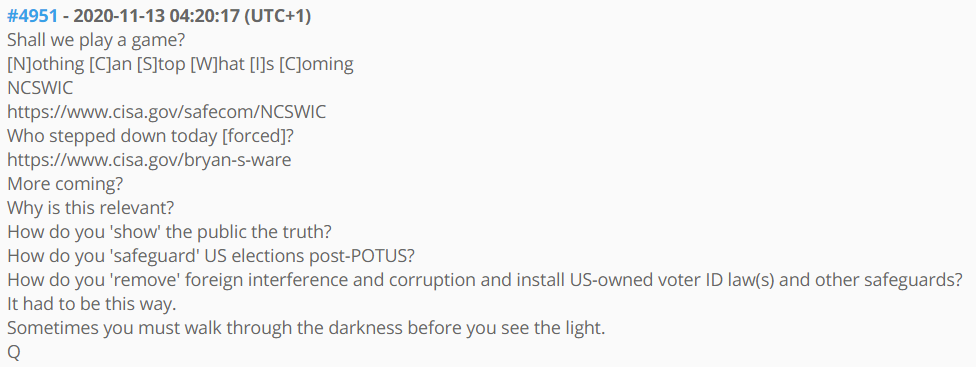 #4951 - 2020-11-13 04:20:17 (UTC+1)
Shall we play a game?
[N]othing [C]an [S]top [W]hat [I]s [C]oming
NCSWIC
https://www.cisa.gov/safecom/NCSWIC
Who stepped down today [forced]?
https://www.cisa.gov/bryan-s-ware
More coming?
Why is this relevant?
How do you 'show' the public the truth?
How do you 'safeguard' US elections post-POTUS?
How do you 'remove' foreign interference and corruption and install US-owned voter ID law(s) and other safeguards?
It had to be this way.
Sometimes you must walk through the darkness before you see the light.
Q